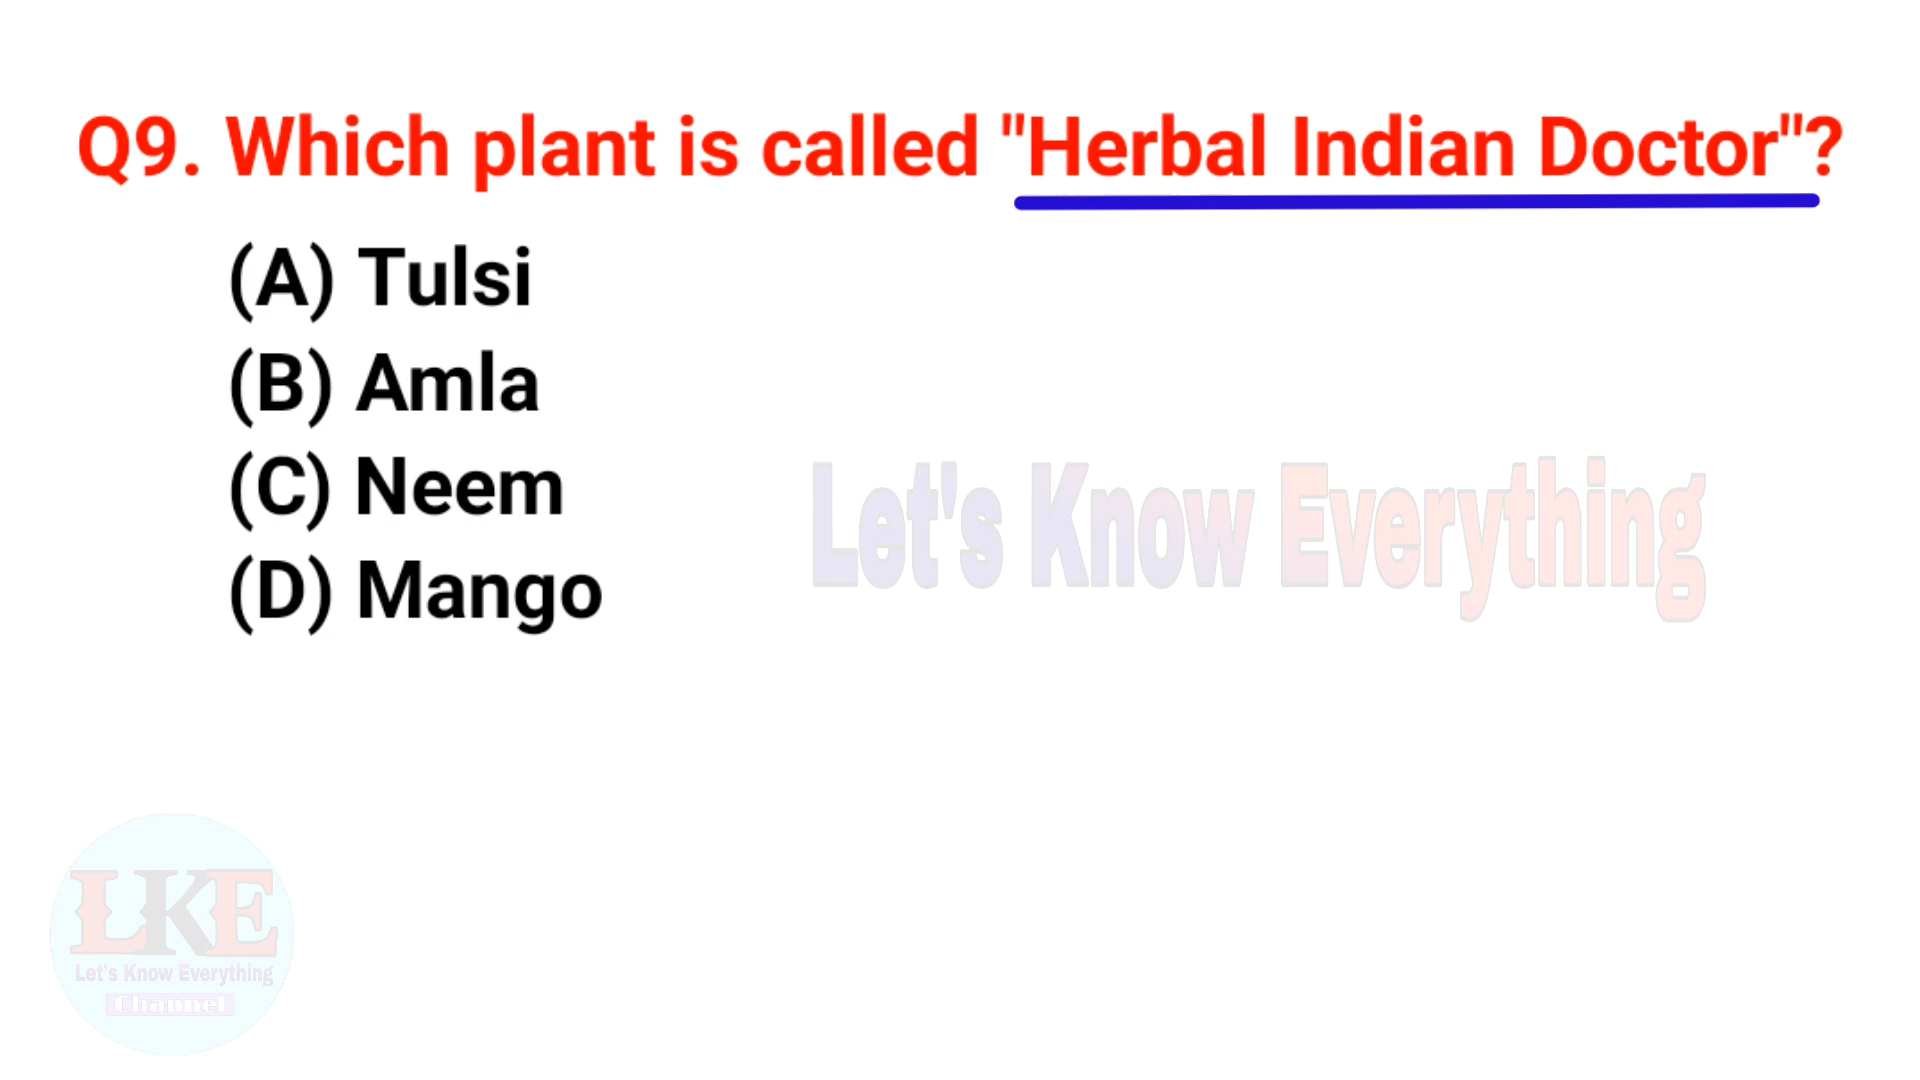 Q9. Which plant is called "Herbal Indian Doctor"?
(A) Tulsi
(B) Amla
(C) Neem
(D) Mango
Let's Know Everything
LKE
Let's Know Everything
Channel